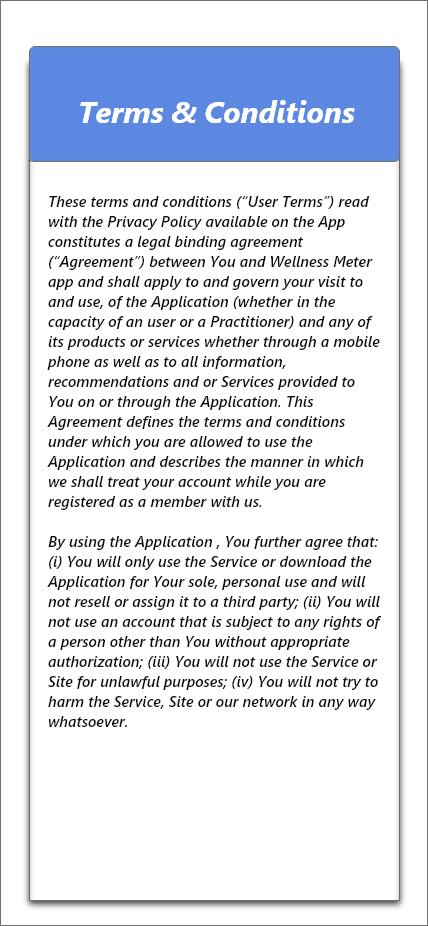 Terms & Conditions
These terms and conditions (“User Terms”) read
with the Privacy Policy available on the App
constitutes a legal binding agreement
(“Agreement”) between You and Wellness Meter
app and shall apply to and govern your visit to
and use, of the Application (whether in the
capacity of an user or a Practitioner) and any of
its products or services whether through a mobile
phone as well as to all information,
recommendations and or Services provided to
You on or through the Application. This
Agreement defines the terms and conditions
under which you are allowed to use the
Application and describes the manner in which
we shall treat your account while you are
registered as a member with us.
By using the Application , You further agree that:
(i) You will only use the Service or download the
Application for Your sole, personal use and will
not resell or assign it to a third party; (ii) You will
not use an account that is subject to any rights of
a person other than You without appropriate
authorization; (iii) You will not use the Service or
Site for unlawful purposes; (iv) You will not try to
harm the Service, Site or our network in any way
whatsoever.